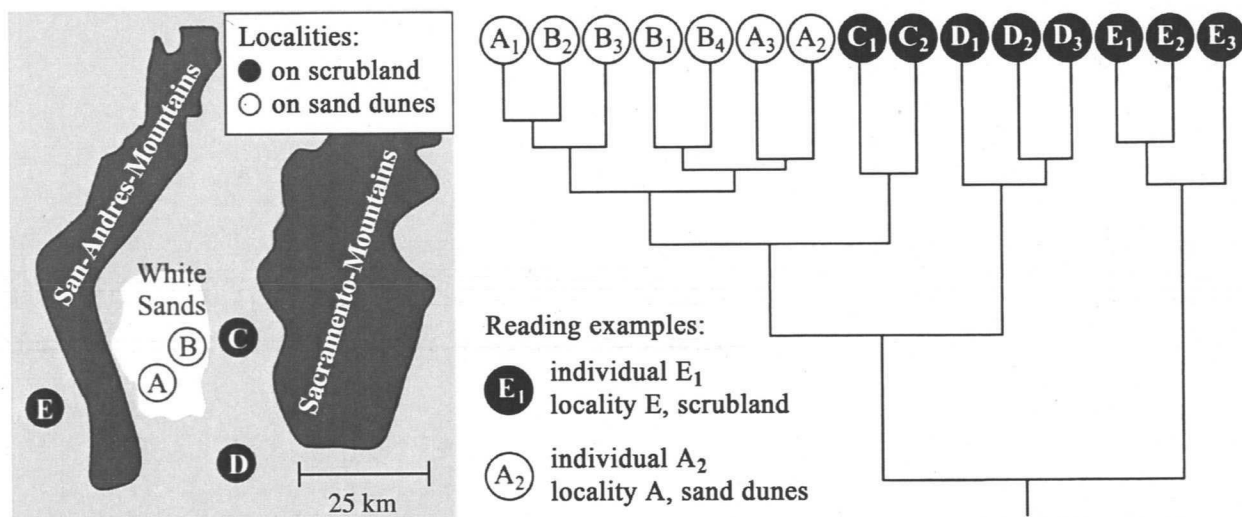 Localities:
on scrubland
on sand dunes
San-Andres-Mountains
Sacramento-Mountains
White
Sands
A
B
C
D
E
25 km
A₁ B₂ B₃ B₁ B₄ A₃ A₂ C₁ C₂ D₁ D₂ D₃ E₁ E₂ E₃
Reading examples:
E₁
individual E₁
locality E, scrubland
A₂
individual A₂
locality A, sand dunes